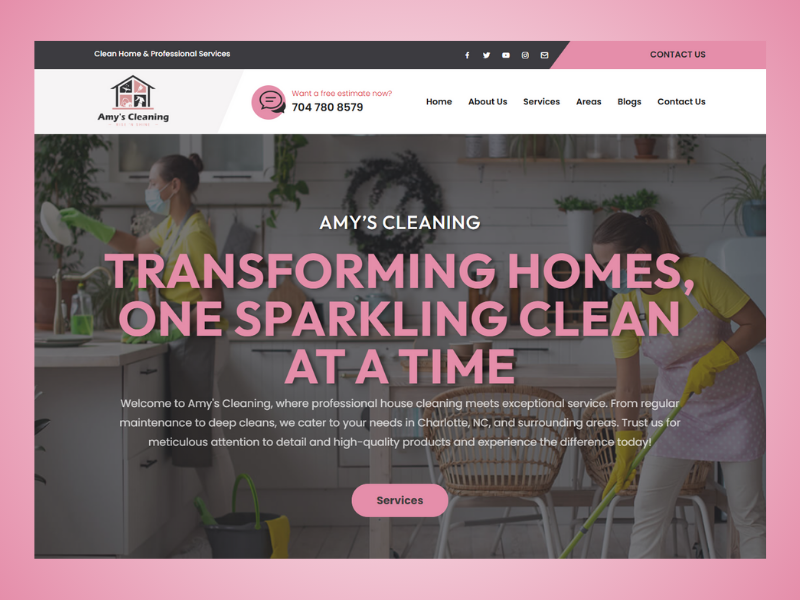 Clean Home & Professional Services
CONTACT US
Amy's Cleaning
Want a free estimate now?
704 780 8579
Home About Us Services Areas Blogs Contact Us
AMY'S CLEANING
TRANSFORMING HOMES,
ONE SPARKLING CLEAN
AT A TIME
Welcome to Amy's Cleaning, where professional house cleaning meets exceptional service. From regular
maintenance to deep cleans, we cater to your needs in Charlotte, NC, and surrounding areas. Trust us for
meticulous attention to detail and high-quality products and experience the difference today!
Services